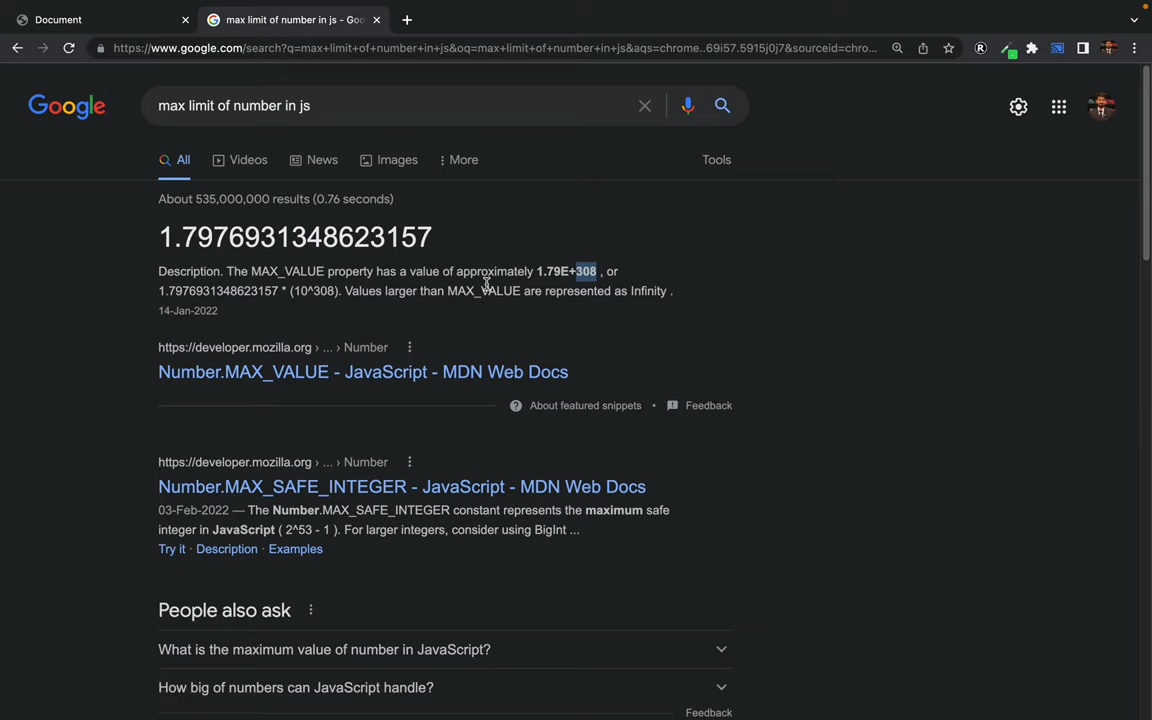 Document
max limit of number in js - Goo
https://www.google.com/search?q=max+limit+of+number+in+js&oq=max+limit+of+number+in+js&aqs=chrome..69i57.5915j0j7&sourceid=chro...
Google
max limit of number in js
All
Videos
News
Images
More
Tools
About 535,000,000 results (0.76 seconds)
1.7976931348623157
Description. The MAX_VALUE property has a value of approximately 1.79E+308 , or
1.7976931348623157 * (10^308). Values larger than MAX_VALUE are represented as Infinity .
14-Jan-2022
https://developer.mozilla.org › ... › Number
Number.MAX_VALUE - JavaScript - MDN Web Docs
About featured snippets • Feedback
https://developer.mozilla.org › ... › Number
Number.MAX_SAFE_INTEGER - JavaScript - MDN Web Docs
03-Feb-2022 — The Number.MAX_SAFE_INTEGER constant represents the maximum safe
integer in JavaScript ( 2^53 - 1 ). For larger integers, consider using BigInt ...
Try it · Description · Examples
People also ask
What is the maximum value of number in JavaScript?
How big of numbers can JavaScript handle?
Feedback